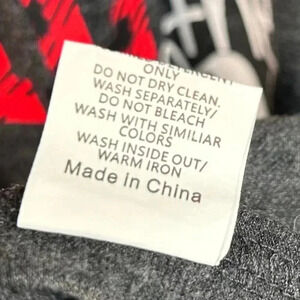 DETERGENT
ONLY
DO NOT DRY CLEAN.
WASH SEPARATELY/
DO NOT BLEACH
WASH WITH SIMILIAR
COLORS
WASH INSIDE OUT/
WARM IRON
Made in China